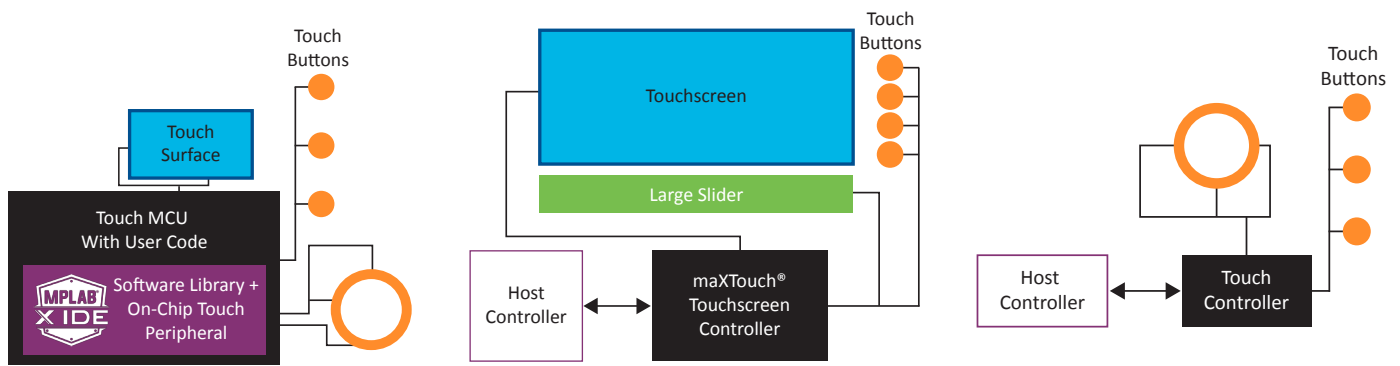 Touch
Buttons
Touch
Surface
Touch MCU
With User Code
MPLAB®
X IDE
Software Library +
On-Chip Touch
Peripheral
Touch
Buttons
Touchscreen
Large Slider
Host
Controller
maXTouch®
Touchscreen
Controller
Touch
Buttons
Host
Controller
Touch
Controller